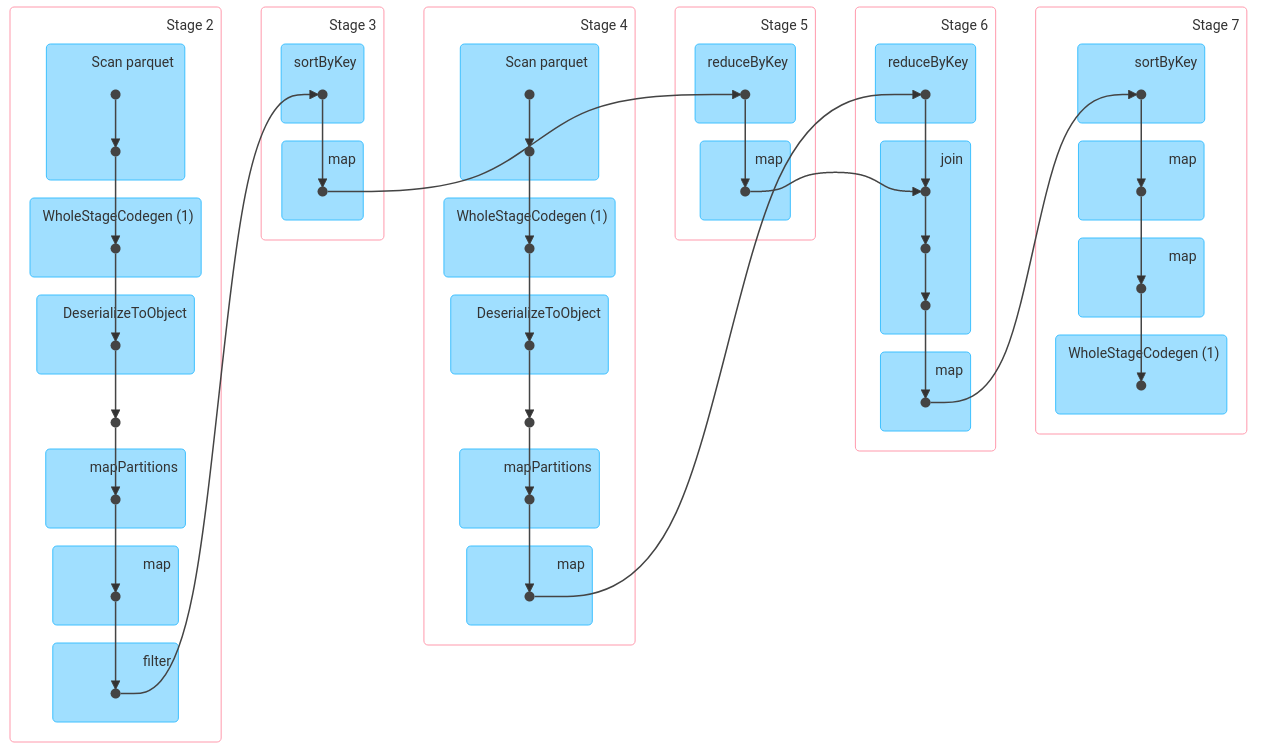 Stage 2
Scan parquet
WholeStageCodegen (1)
DeserializeToObject
mapPartitions
map
filter
Stage 3
sortByKey
map
Stage 4
Scan parquet
WholeStageCodegen (1)
DeserializeToObject
mapPartitions
map
Stage 5
reduceByKey
map
Stage 6
reduceByKey
join
map
Stage 7
sortByKey
map
map
WholeStageCodegen (1)